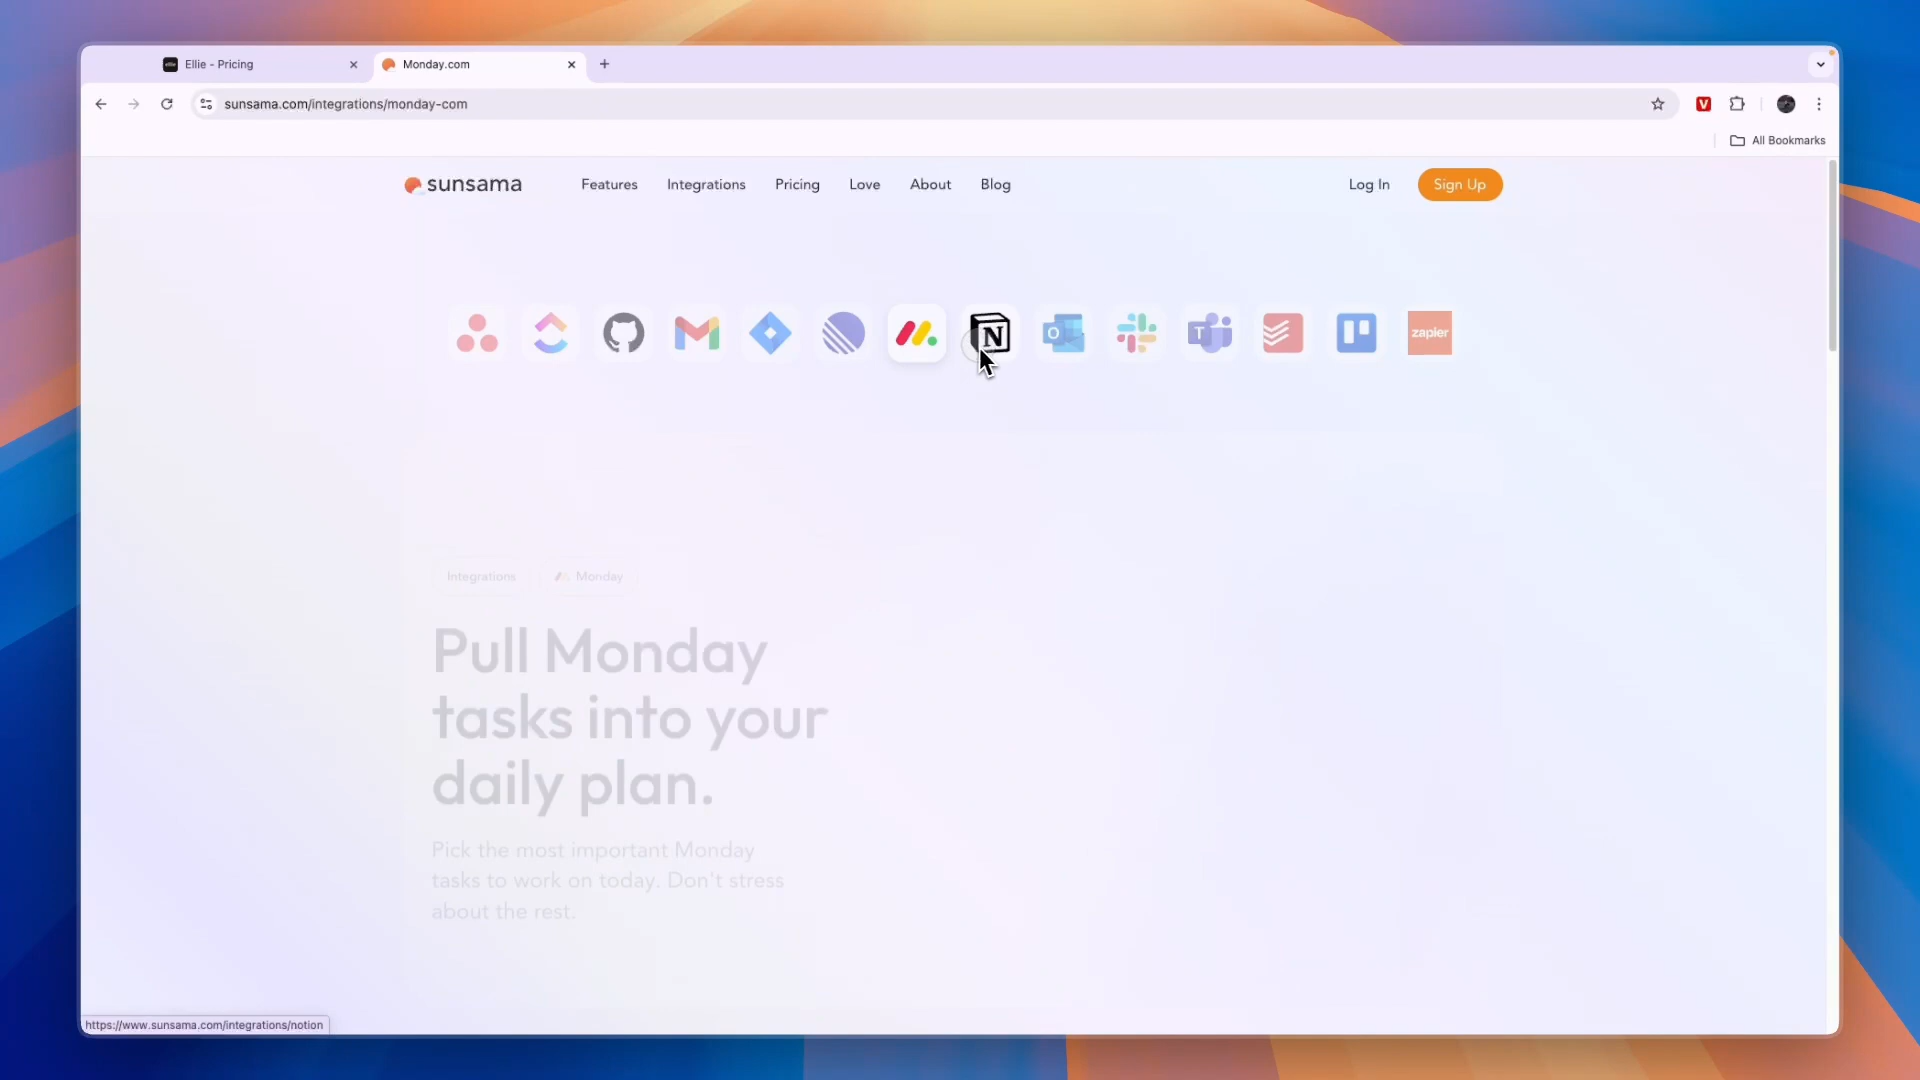 Ellie - Pricing
Monday.com
sunsama.com/integrations/monday-com
All Bookmarks
sunsama
Features
Integrations
Pricing
Love
About
Blog
Log In
Sign Up
zapier
Integrations
Monday
Pull Monday
tasks into your
daily plan.
Pick the most important Monday
tasks to work on today. Don't stress
about the rest.
https://www.sunsama.com/integrations/notion